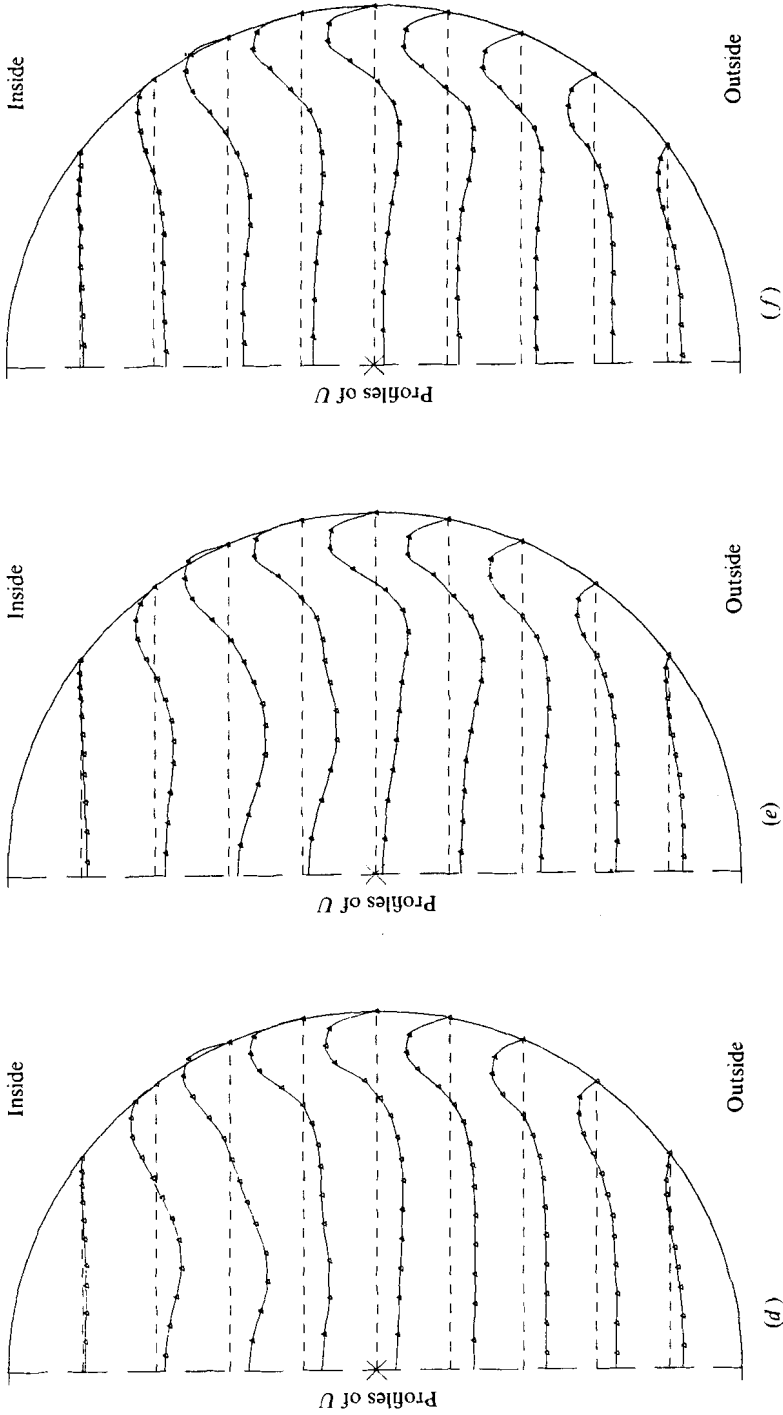 Inside
Profiles of U
Outside
(d)
Inside
Profiles of U
Outside
(e)
Inside
Profiles of U
Outside
(f)